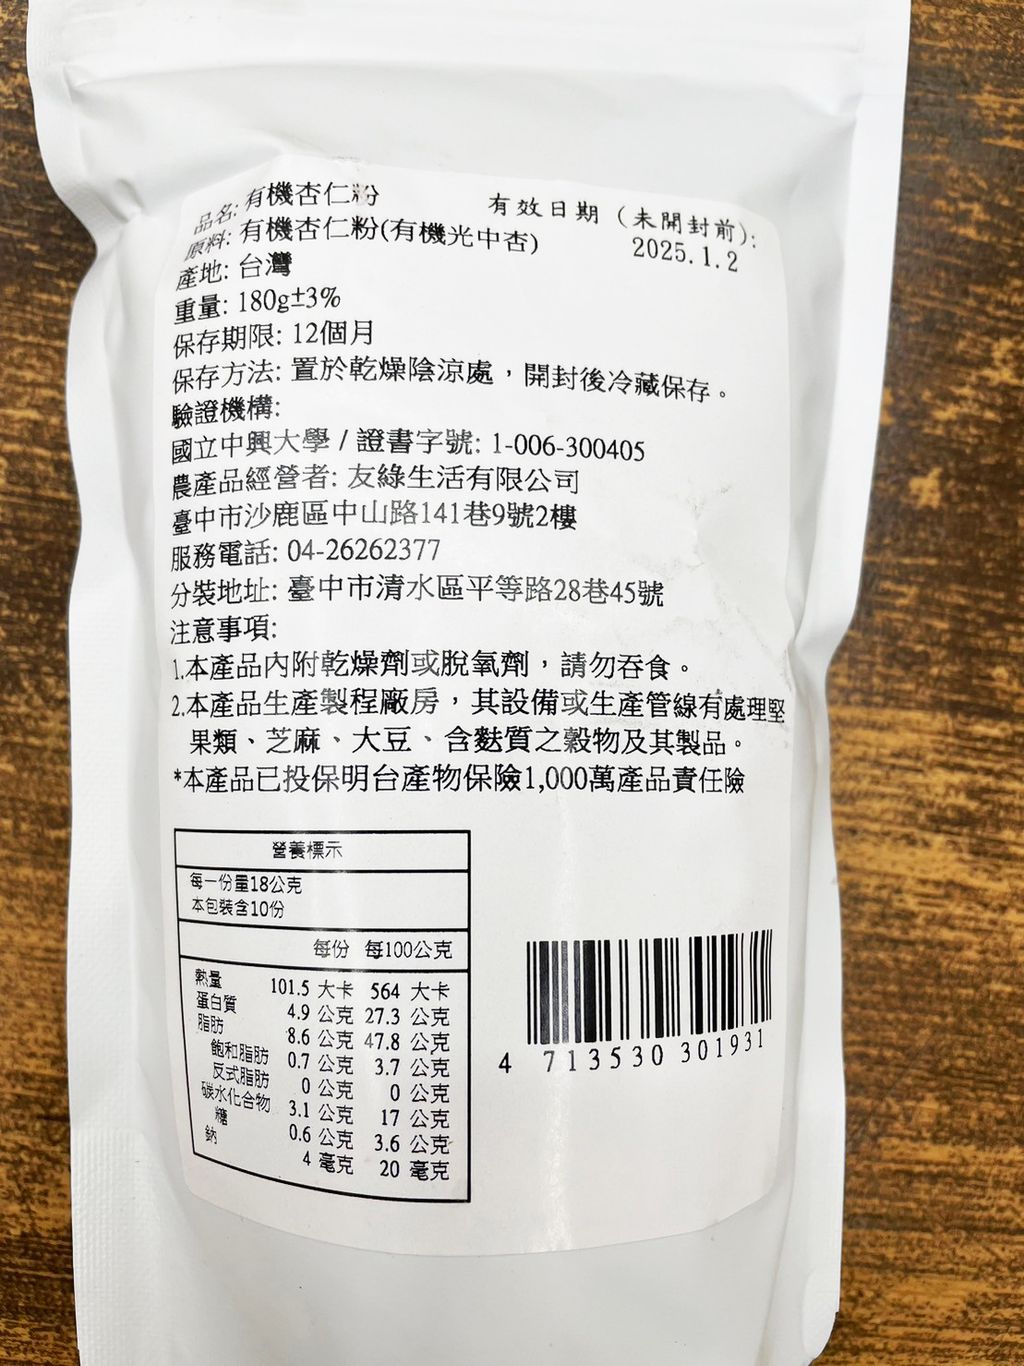 品名: 有機杏仁粉
有效日期 (未開封前):
2025.1.2
原料: 有機杏仁粉(有機光中杏)
產地: 台灣
重量: 180g±3%
保存期限: 12個月
保存方法: 置於乾燥陰涼處，開封後冷藏保存。
驗證機構:
國立中興大學 / 證書字號: 1-006-300405
農產品經營者: 友綠生活有限公司
臺中市沙鹿區中山路141巷9號2樓
服務電話: 04-26262377
分裝地址: 臺中市清水區平等路28巷45號
注意事項:
1.本產品內附乾燥劑或脫氧劑，請勿吞食。
2.本產品生產製程廠房，其設備或生產管線有處理堅
果類、芝麻、大豆、含麩質之穀物及其製品。
*本產品已投保明台產物保險1,000萬產品責任險
營養標示
每一份量18公克
本包裝含10份
每份 每100公克
熱量 101.5 大卡 564 大卡
蛋白質 4.9 公克 27.3 公克
脂肪 8.6 公克 47.8 公克
飽和脂肪 0.7 公克 3.7 公克
反式脂肪 0 公克 0 公克
碳水化合物 3.1 公克 17 公克
糖 0.6 公克 3.6 公克
鈉 4 毫克 20 毫克
4 713530 301931